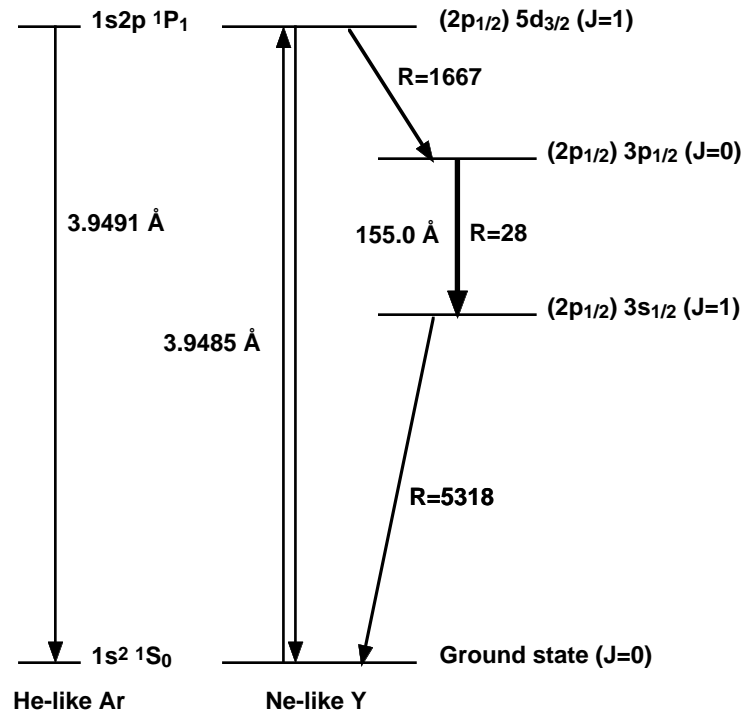 1s2p ¹P₁
(2p₁/₂) 5d₃/₂ (J=1)
R=1667
(2p₁/₂) 3p₁/₂ (J=0)
3.9491 Å
155.0 Å
R=28
(2p₁/₂) 3s₁/₂ (J=1)
3.9485 Å
R=5318
1s² ¹S₀
Ground state (J=0)
He-like Ar
Ne-like Y